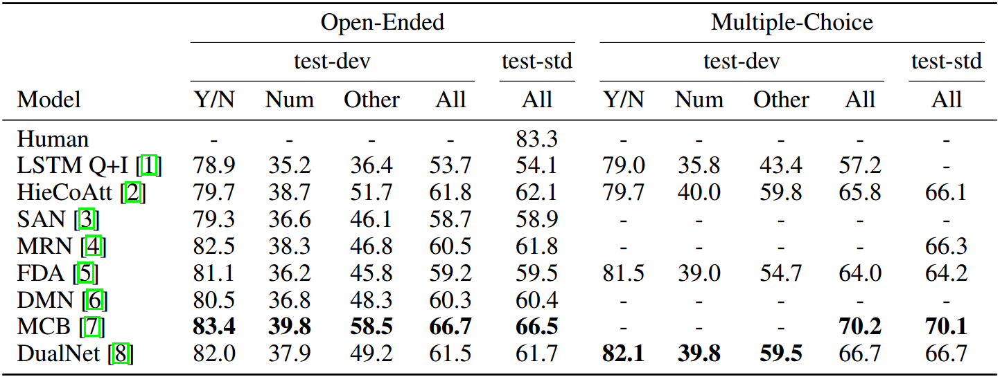 Open-Ended Multiple-Choice
test-dev test-std test-dev test-std
Model Y/N Num Other All All Y/N Num Other All All
Human - - - - 83.3 - - - - -
LSTM Q+I [1] 78.9 35.2 36.4 53.7 54.1 79.0 35.8 43.4 57.2 -
HieCoAtt [2] 79.7 38.7 51.7 61.8 62.1 79.7 40.0 59.8 65.8 66.1
SAN [3] 79.3 36.6 46.1 58.7 58.9 - - - - -
MRN [4] 82.5 38.3 46.8 60.5 61.8 - - - - 66.3
FDA [5] 81.1 36.2 45.8 59.2 59.5 81.5 39.0 54.7 64.0 64.2
DMN [6] 80.5 36.8 48.3 60.3 60.4 - - - - -
MCB [7] 83.4 39.8 58.5 66.7 66.5 - - - 70.2 70.1
DualNet [8] 82.0 37.9 49.2 61.5 61.7 82.1 39.8 59.5 66.7 66.7